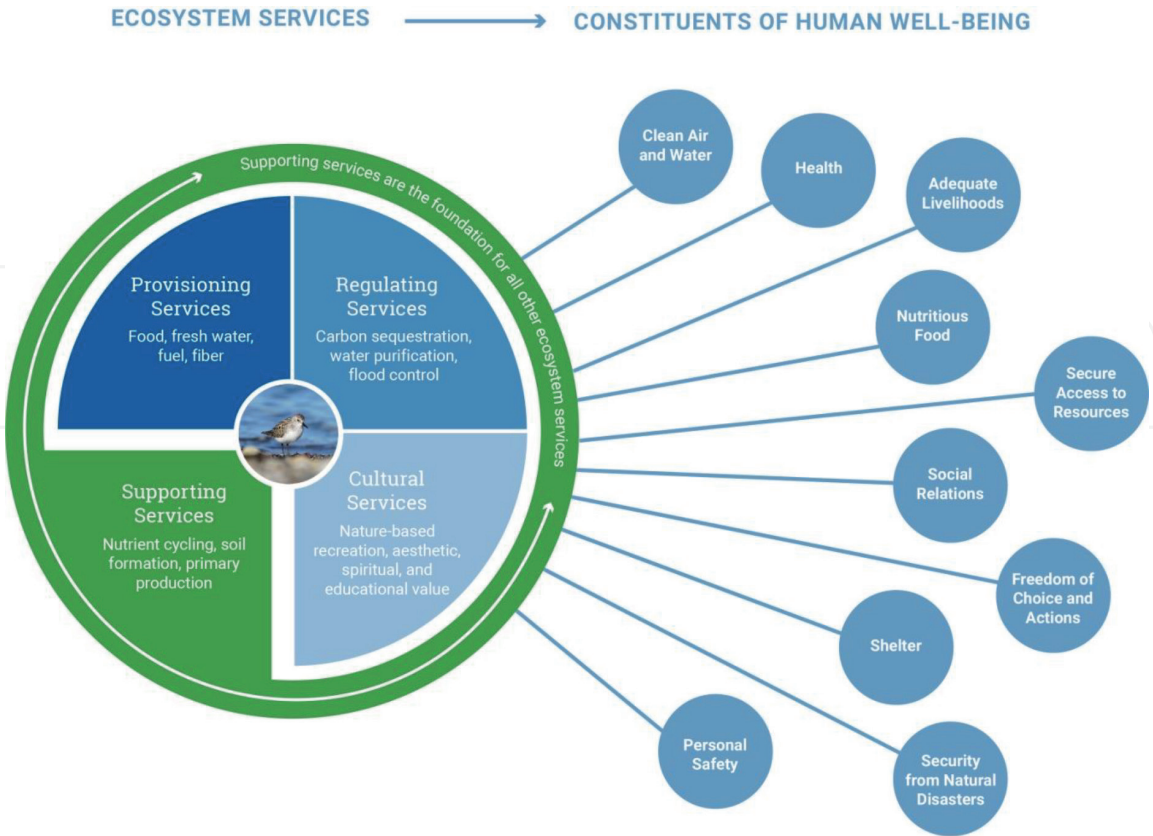 ECOSYSTEM SERVICES
CONSTITUENTS OF HUMAN WELL-BEING
Supporting services are the foundation for all other ecosystem services
Provisioning
Services
Food, fresh water,
fuel, fiber
Regulating
Services
Carbon sequestration,
water purification,
flood control
Supporting
Services
Nutrient cycling, soil
formation, primary
production
Cultural
Services
Nature-based
recreation, aesthetic,
spiritual, and
educational value
Clean Air
and Water
Health
Adequate
Livelihoods
Nutritious
Food
Secure
Access to
Resources
Social
Relations
Freedom of
Choice and
Actions
Shelter
Security
from Natural
Disasters
Personal
Safety